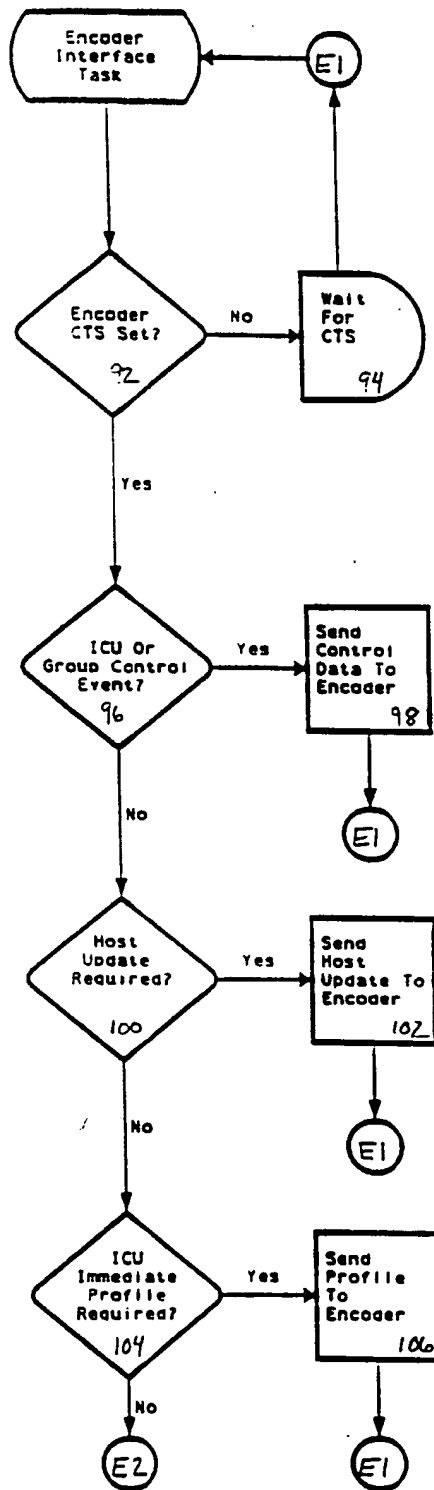 Encoder
Interface
Task
E1
Encoder
CTS Set?
92
No
Wait
For
CTS
94
Yes
ICU Or
Group Control
Event?
96
Yes
Send
Control
Data To
Encoder
98
E1
No
Host
Update
Required?
100
Yes
Send
Host
Update To
Encoder
102
E1
No
ICU
Immediate
Profile
Required?
104
Yes
Send
Profile
To
Encoder
106
No
E2
E1